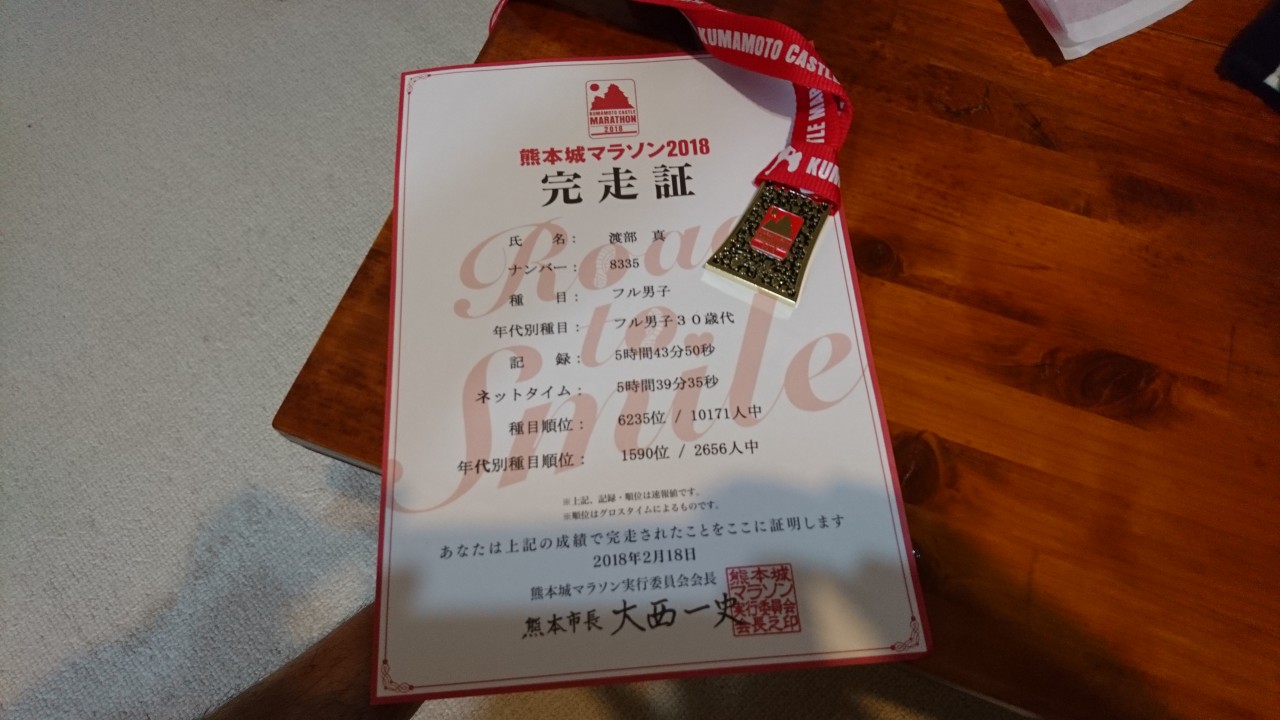 KUMAMOTO CASTLE
KUM
KUMAMOTO CASTLE
MARATHON
2018
熊本城マラソン2018
完走証
氏 名： 渡部 真
ナンバー： 8335
種 目： フル男子
年代別種目： フル男子３０歳代
記 録： 5時間43分50秒
ネットタイム： 5時間39分35秒
種目順位： 6235位 / 10171人中
年代別種目順位： 1590位 / 2656人中
Road
to
Smile
※上記、記録・順位は速報値です。
※順位はグロスタイムによるものです。
あなたは上記の成績で完走されたことをここに証明します
2018年2月18日
熊本城マラソン実行委員会会長
熊本市長 大西一史
熊本城
マラソン
実行委員会
会長之印